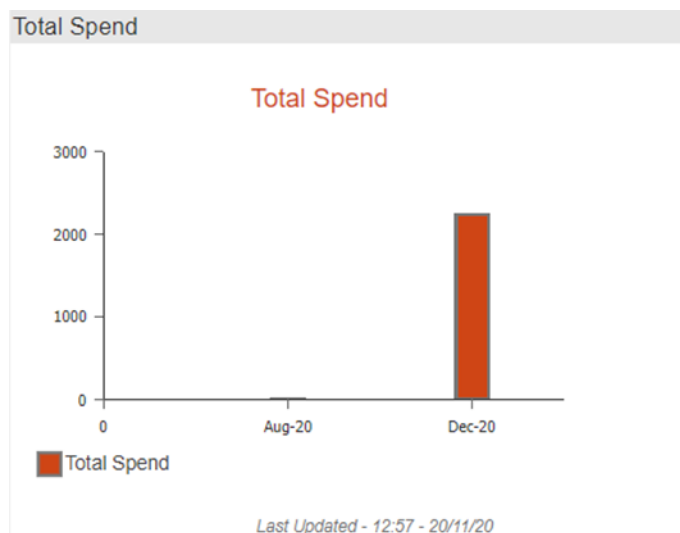 Total Spend
Total Spend
3000
2000
1000
0
0 Aug-20 Dec-20
Total Spend
Last Updated - 12:57 - 20/11/20